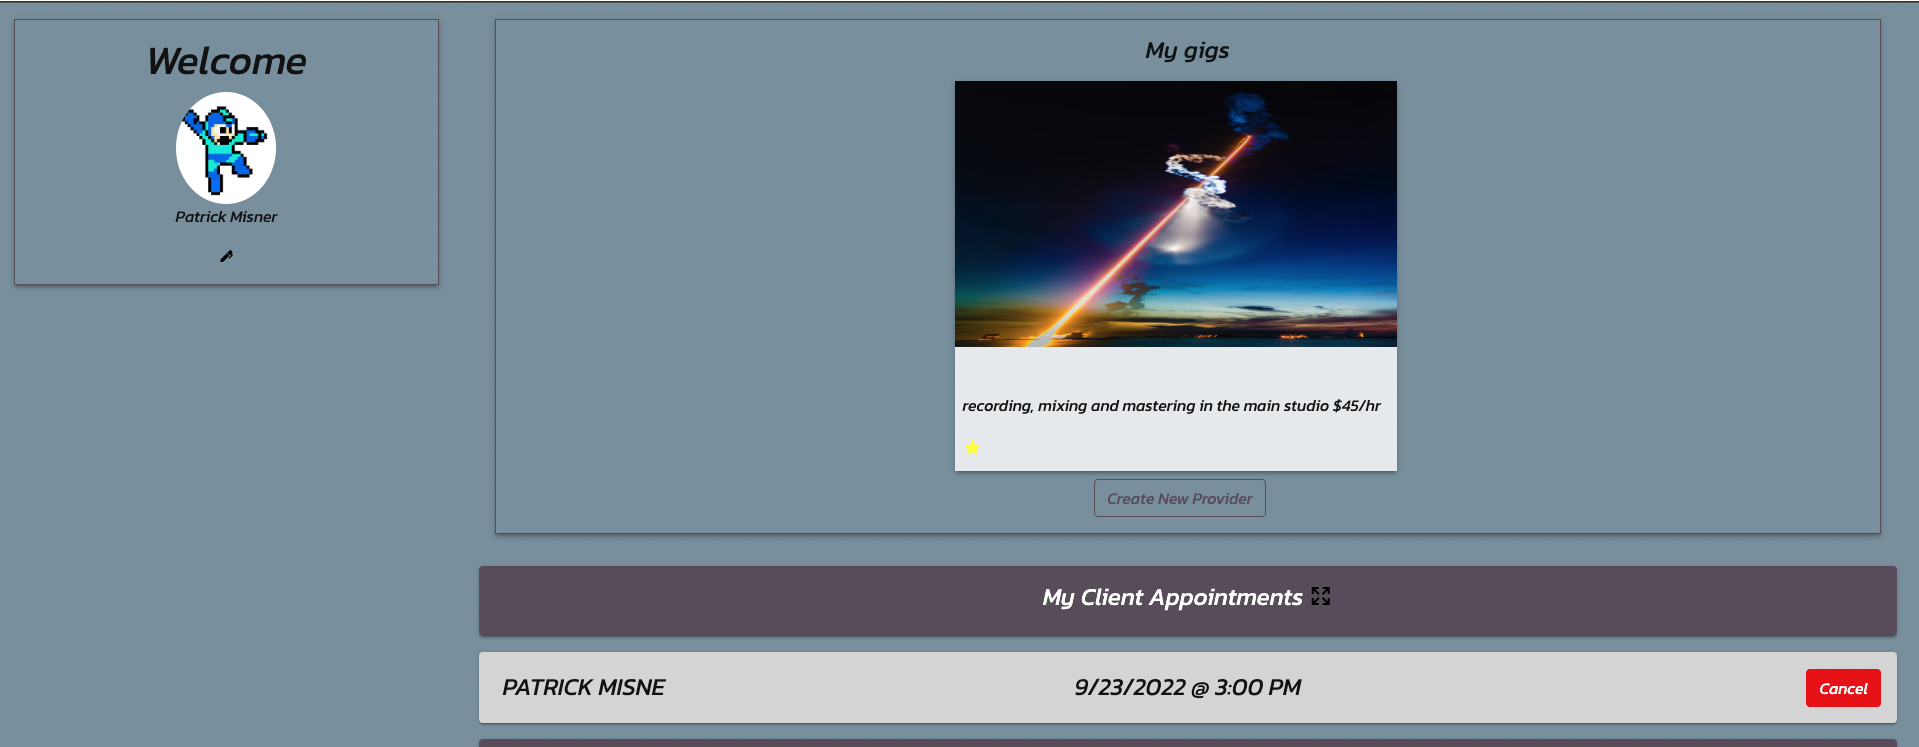 Welcome
Patrick Misner
My gigs
recording, mixing and mastering in the main studio $45/hr
Create New Provider
My Client Appointments
PATRICK MISNE
9/23/2022 @ 3:00 PM
Cancel